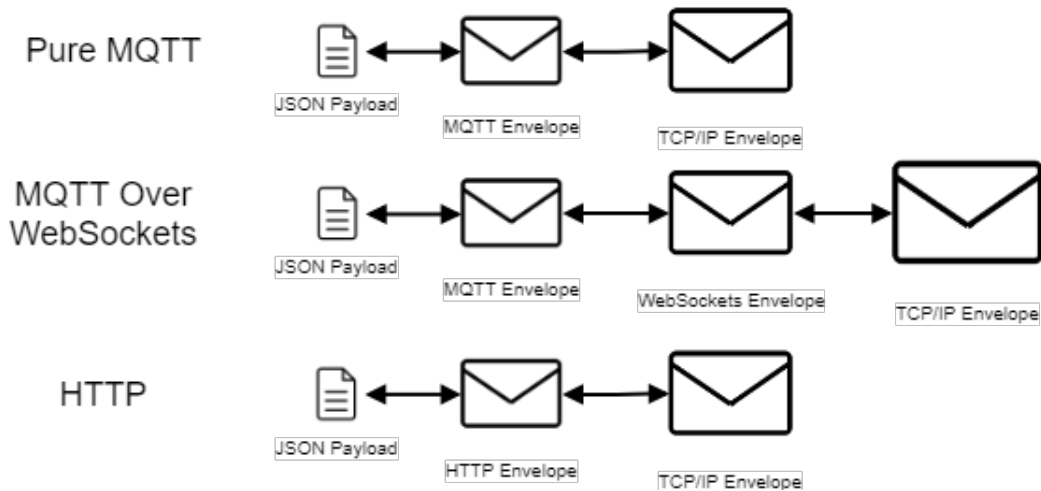 Pure MQTT
JSON Payload
MQTT Envelope
TCP/IP Envelope
MQTT Over
WebSockets
JSON Payload
MQTT Envelope
WebSockets Envelope
TCP/IP Envelope
HTTP
JSON Payload
HTTP Envelope
TCP/IP Envelope